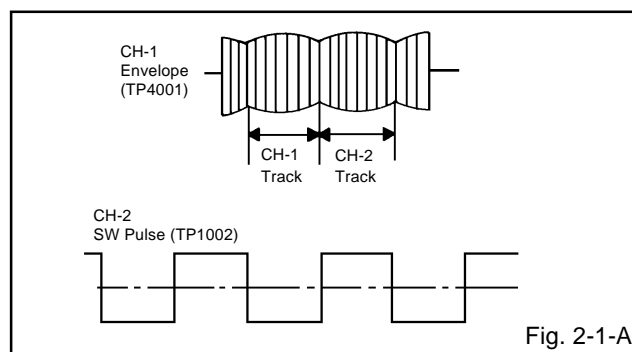 CH-1
Envelope
(TP4001)
CH-1
Track
CH-2
Track
CH-2
SW Pulse (TP1002)
Fig. 2-1-A